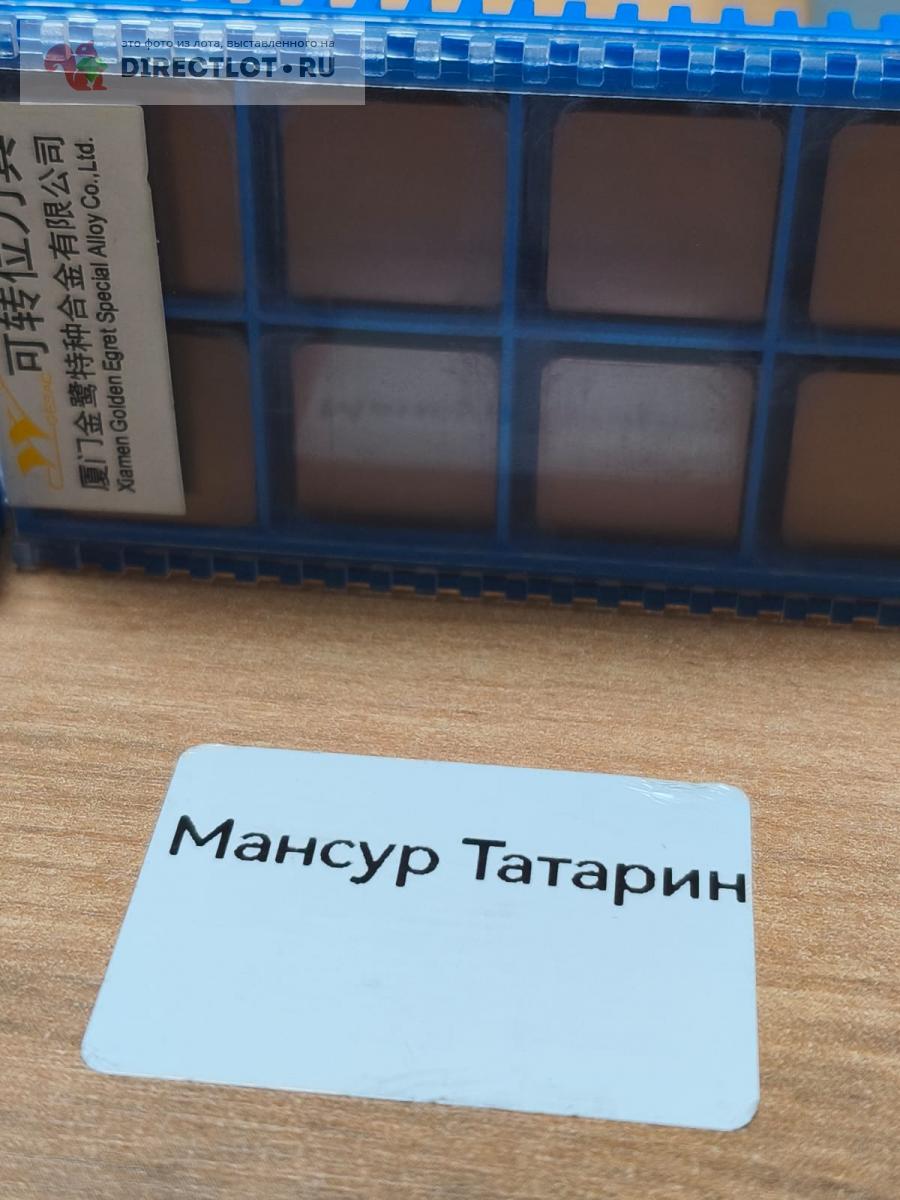 это фото из лота, выставленного на
DIRECTLOT.RU
可转位刀具
厦门金鹭特种合金有限公司
Xiamen Golden Egret Special Alloy Co.,Ltd.
GESAC
Мансур Татарин